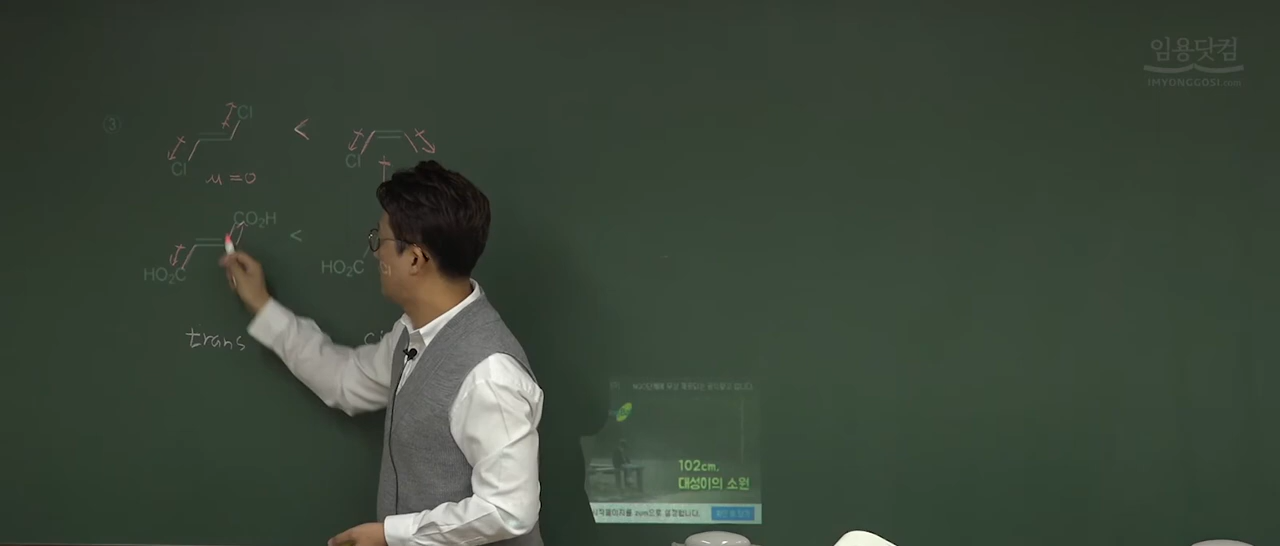 임용닷컴
IMYONGGOSI.com
③
Cl
<
Cl
Cl
μ = 0
CO₂H
<
HO₂C
HO₂C
trans
102cm,
대성이의 소원